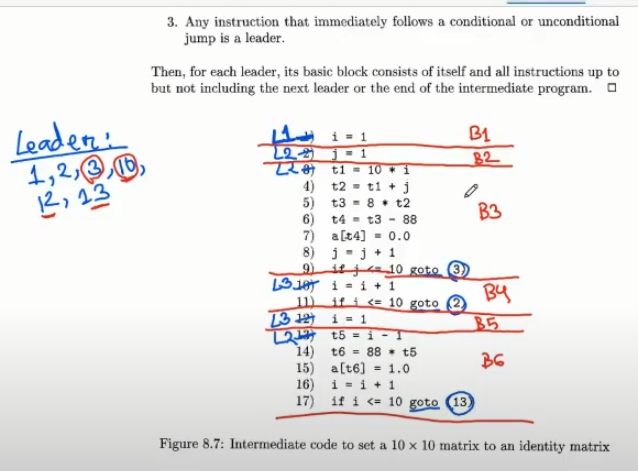 3. Any instruction that immediately follows a conditional or unconditional
jump is a leader.
Then, for each leader, its basic block consists of itself and all instructions up to
but not including the next leader or the end of the intermediate program. □
Leader:
1, 2, 3, 10,
12, 13
L1 1) i = 1 B1
L2 2) j = 1 B2
L2 3) t1 = 10 * i
4) t2 = t1 + j
5) t3 = 8 * t2 B3
6) t4 = t3 - 88
7) a[t4] = 0.0
8) j = j + 1
9) if j <= 10 goto (3)
L3 10) i = i + 1 B4
11) if i <= 10 goto (2)
L3 12) i = 1 B5
L2 13) t5 = i - 1
14) t6 = 88 * t5 B6
15) a[t6] = 1.0
16) i = i + 1
17) if i <= 10 goto (13)
Figure 8.7: Intermediate code to set a 10 × 10 matrix to an identity matrix